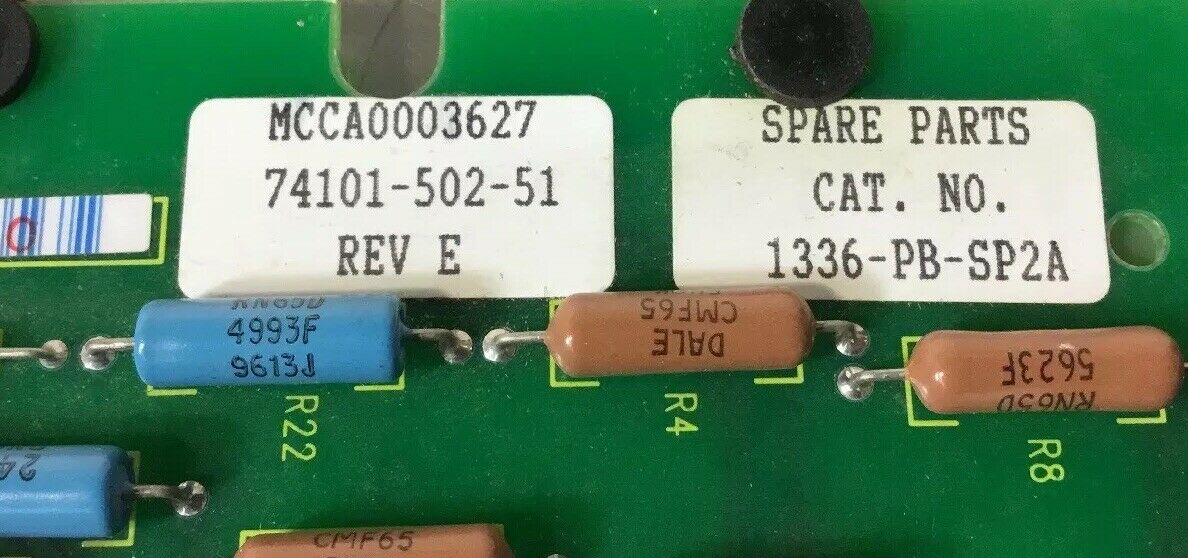 MCCA0003627
74101-502-51
REV E
SPARE PARTS
CAT. NO.
1336-PB-SP2A
RN65D
4993F
9613J
R22
CMF65
DALE
R4
RN65D
5623F
R8
CMF65